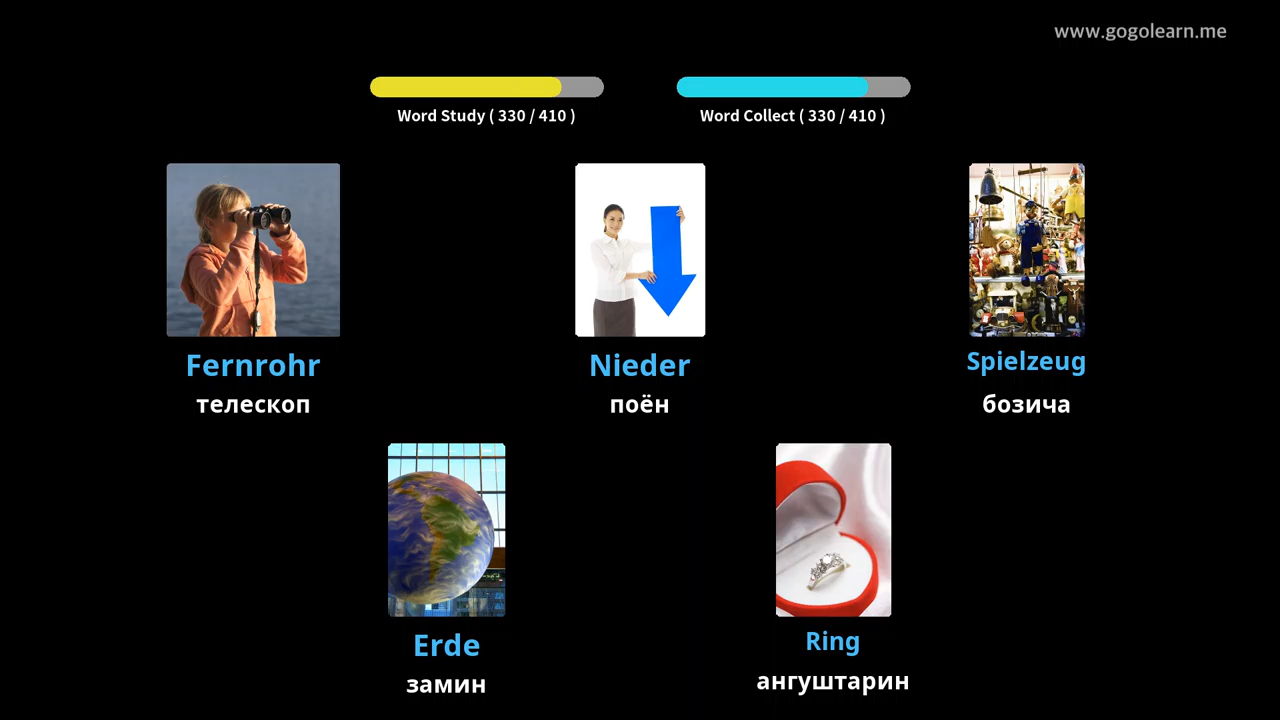 www.gogolearn.me
Word Study ( 330 / 410 )
Word Collect ( 330 / 410 )
Fernrohr
Nieder
Spielzeug
телескоп
поён
бозича
Erde
Ring
замин
ангуштарин